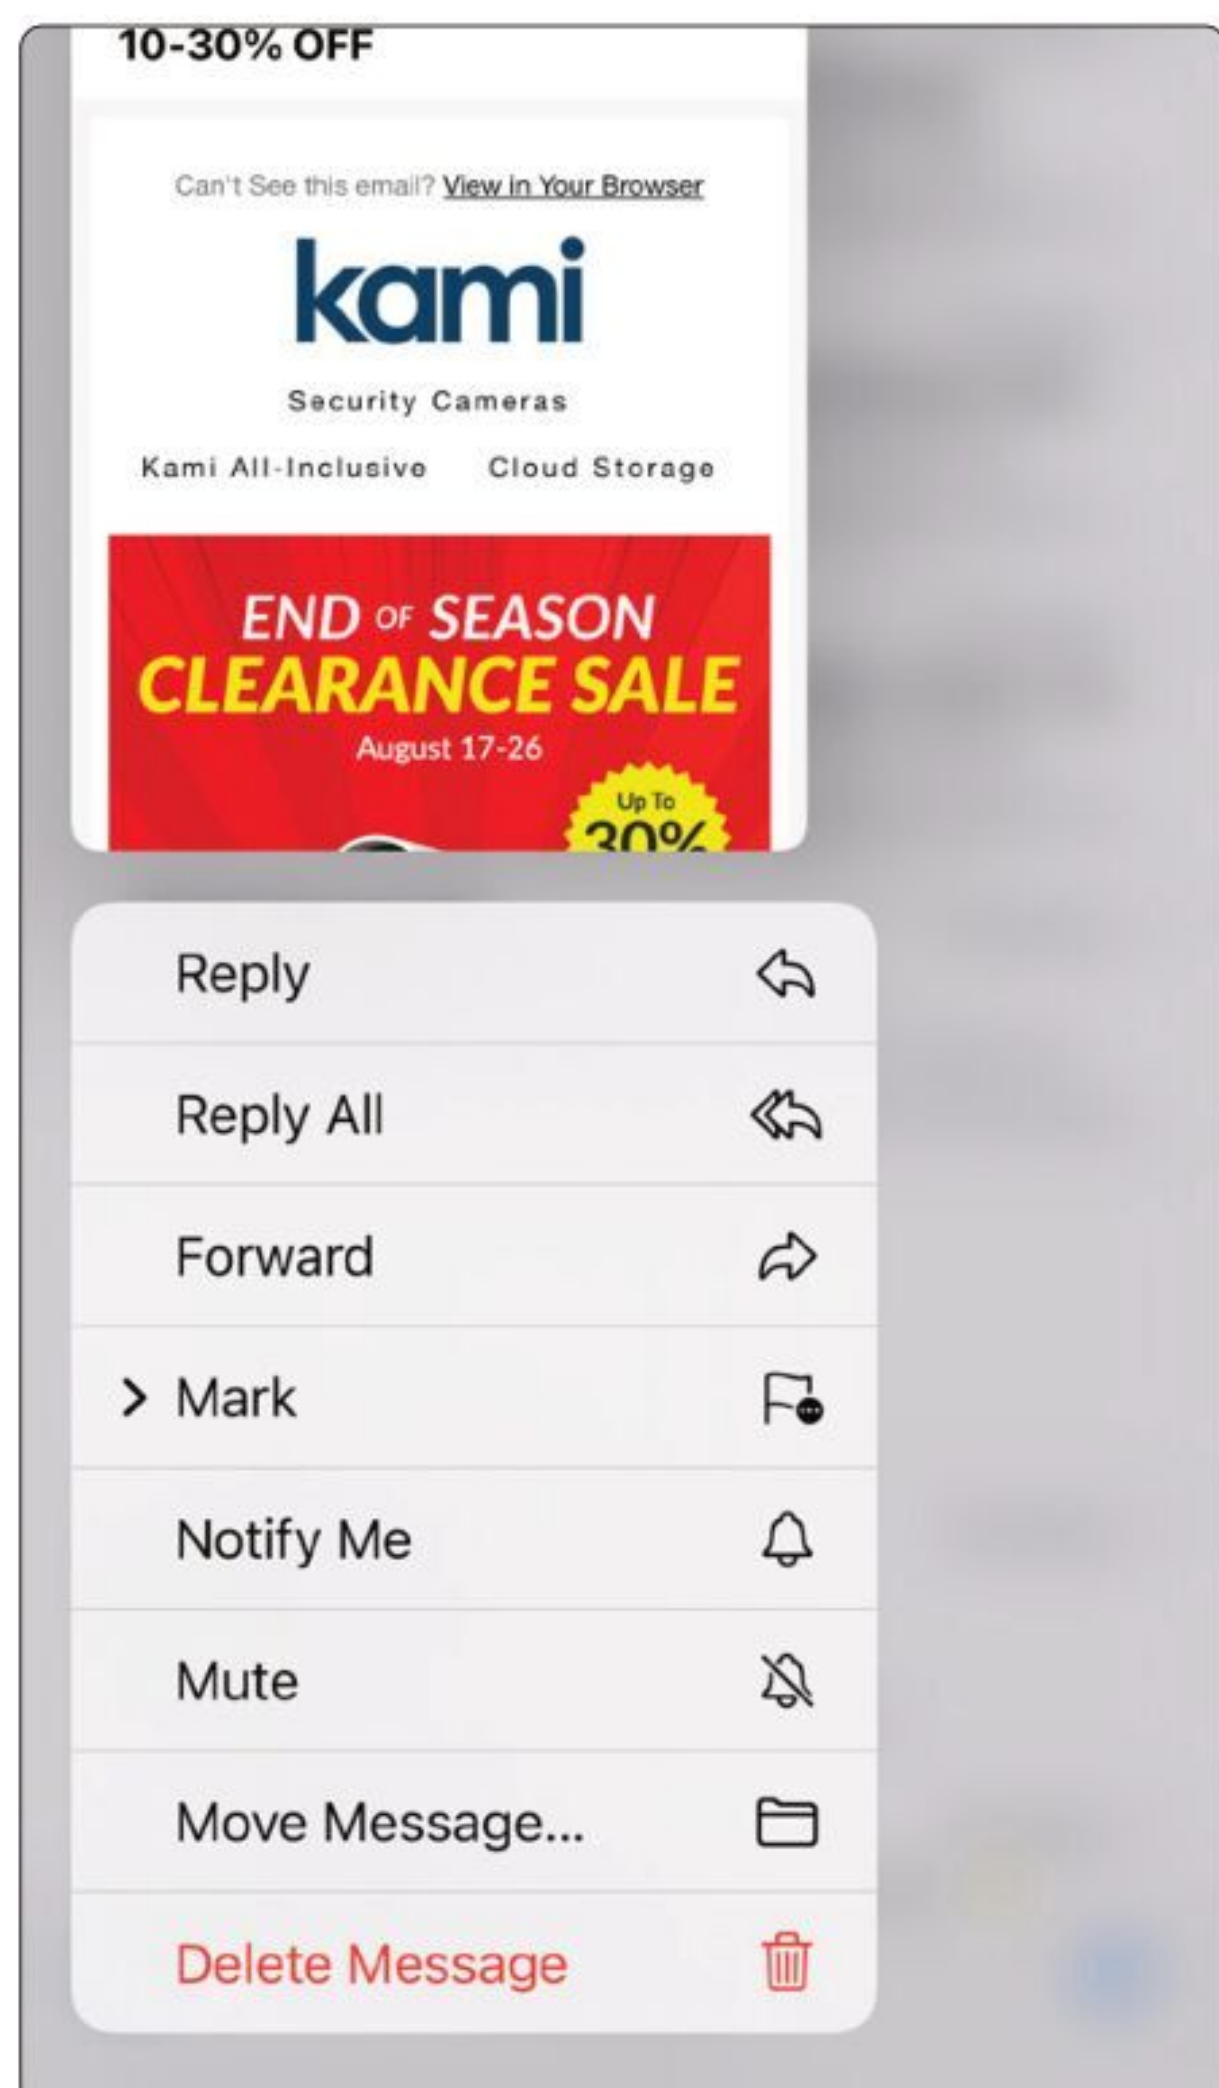 10-30% OFF
Can't See this email? View in Your Browser
kami
Security Cameras
Kami All-Inclusive Cloud Storage
END OF SEASON
CLEARANCE SALE
August 17-26
Up To
30%
Reply
Reply All
Forward
Mark
Notify Me
Mute
Move Message...
Delete Message